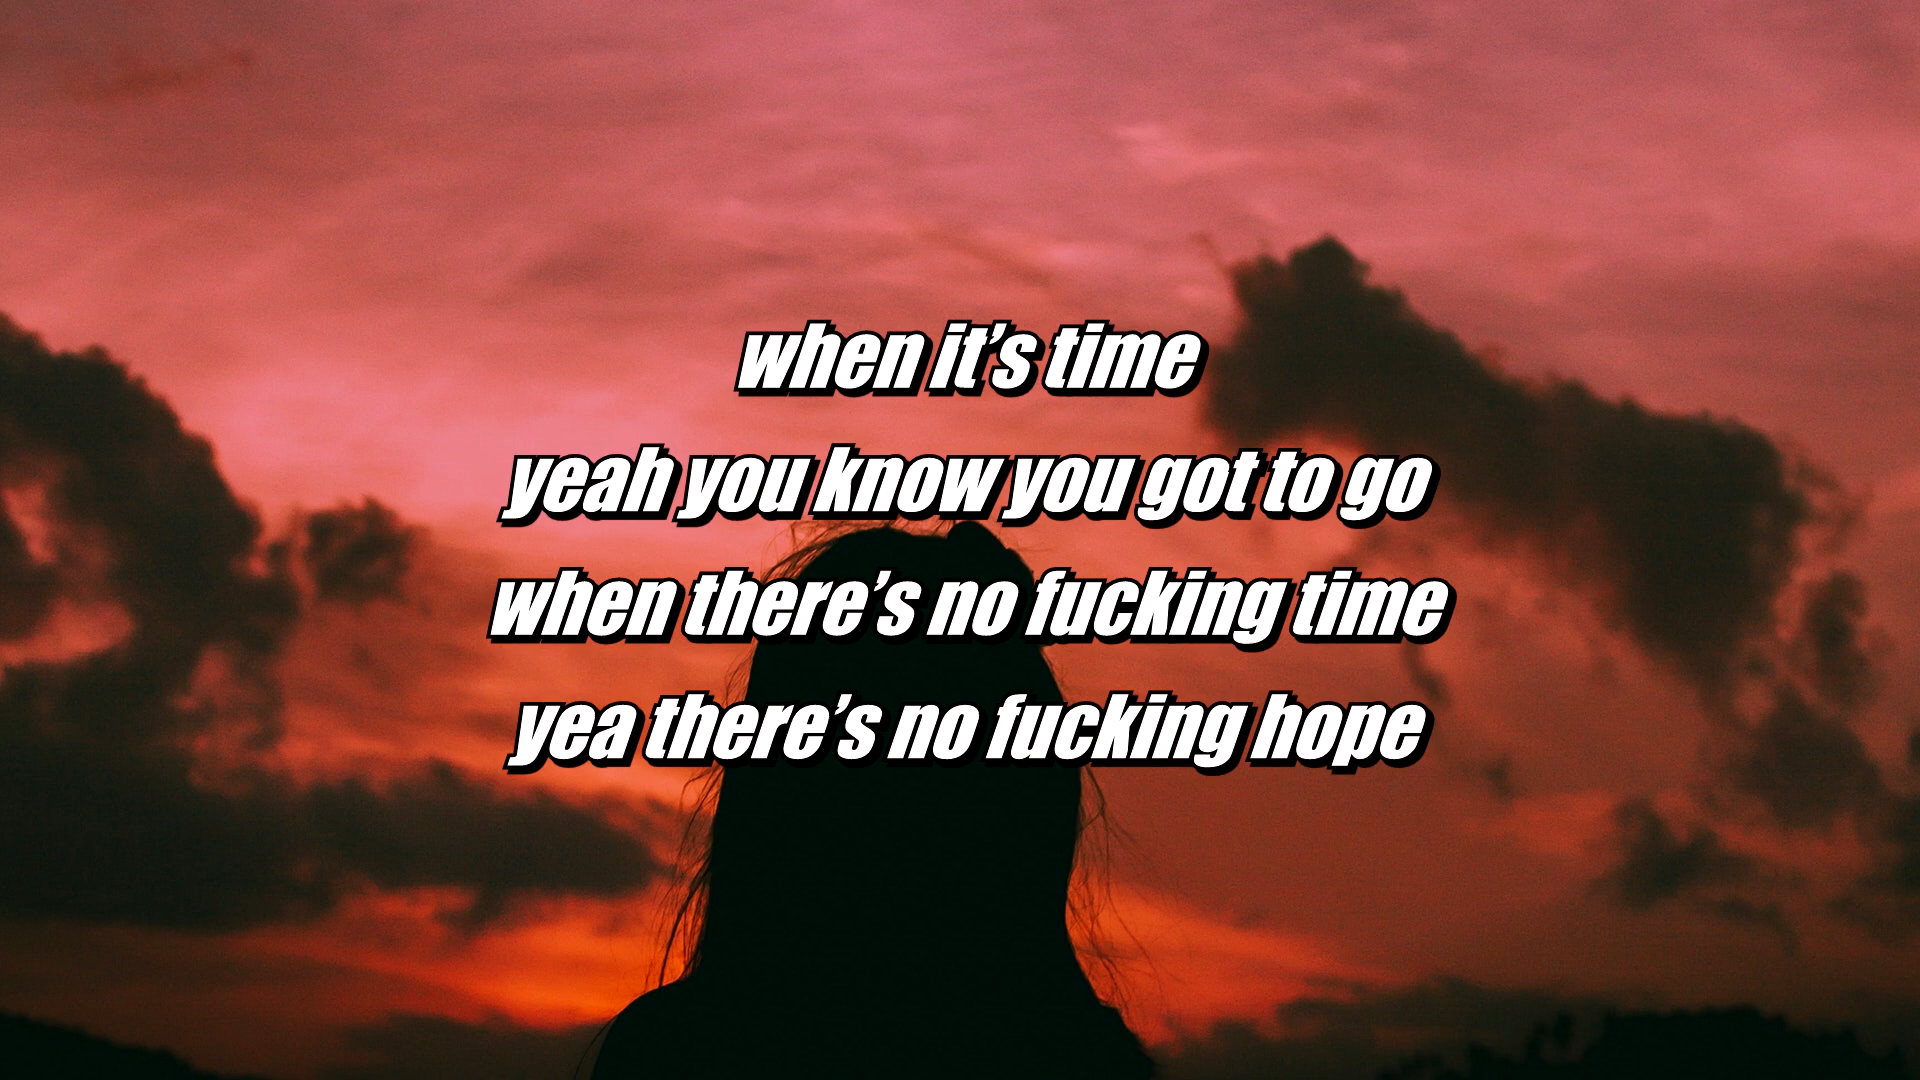 when it’s time
yeah you know you got to go
when there’s no fucking time
yea there’s no fucking hope